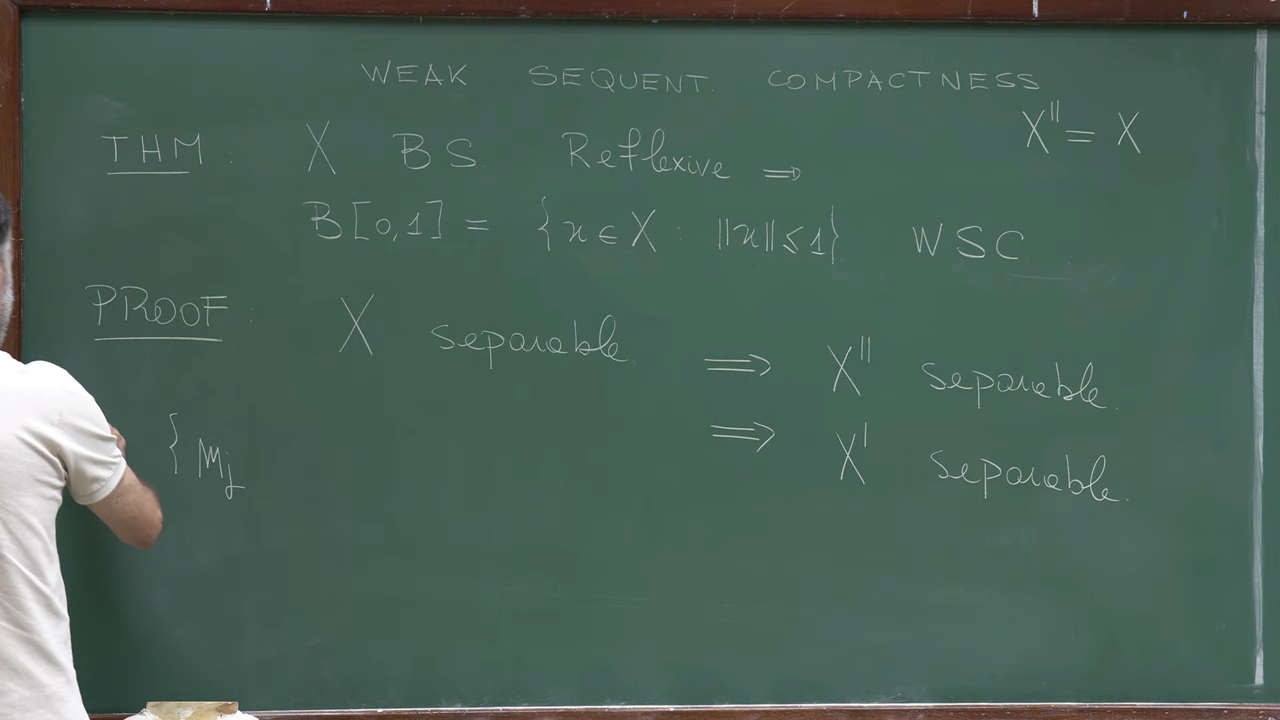 WEAK SEQUENT. COMPACTNESS
THM: X BS Reflexive ⇒ X'' = X
B[0,1] = {x∈X : ||x||≤1} WSC
PROOF: X separable ⇒ X'' separable.
⇒ X' separable.
{m_j